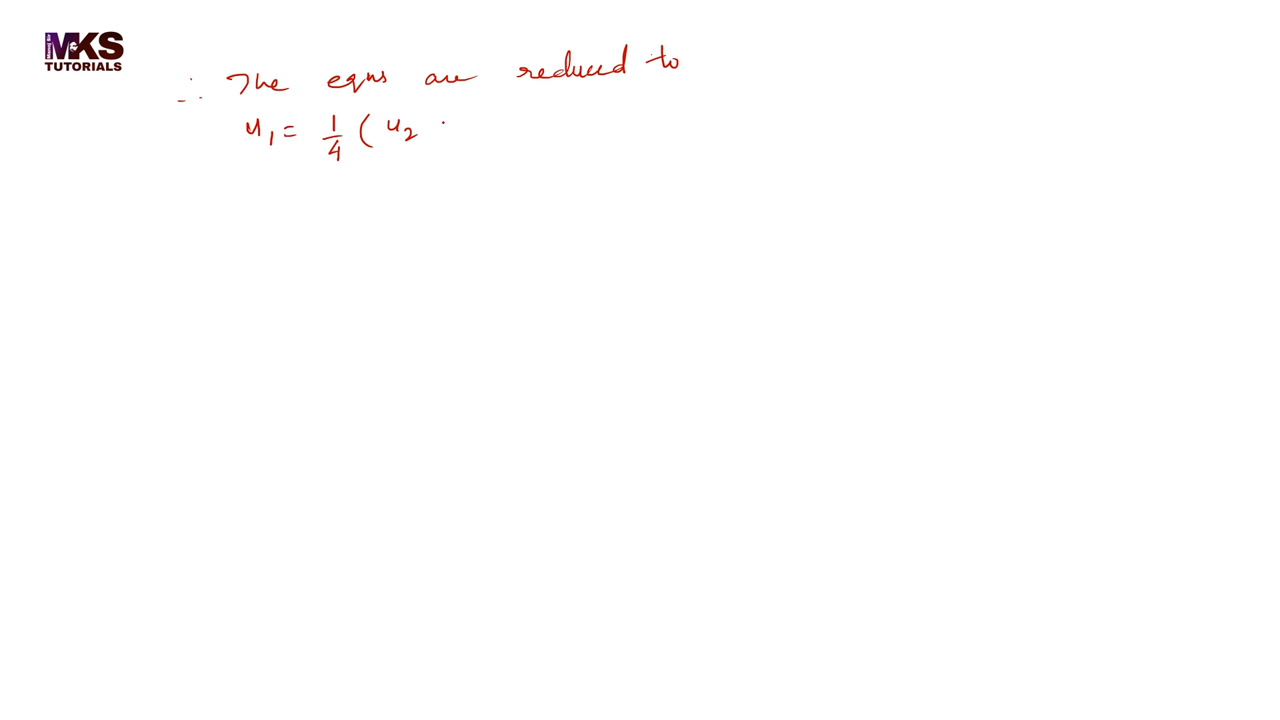 MKS
TUTORIALS
∴ The eqns are reduced to
u₁ = 1/4 ( u₂